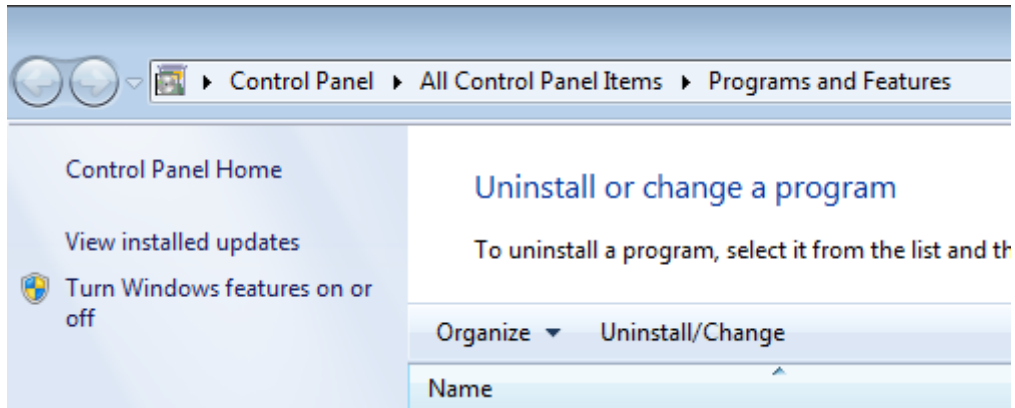 Control Panel All Control Panel Items Programs and Features
Control Panel Home
Uninstall or change a program
View installed updates
To uninstall a program, select it from the list and
Turn Windows features on or
off
Organize Uninstall/Change
Name